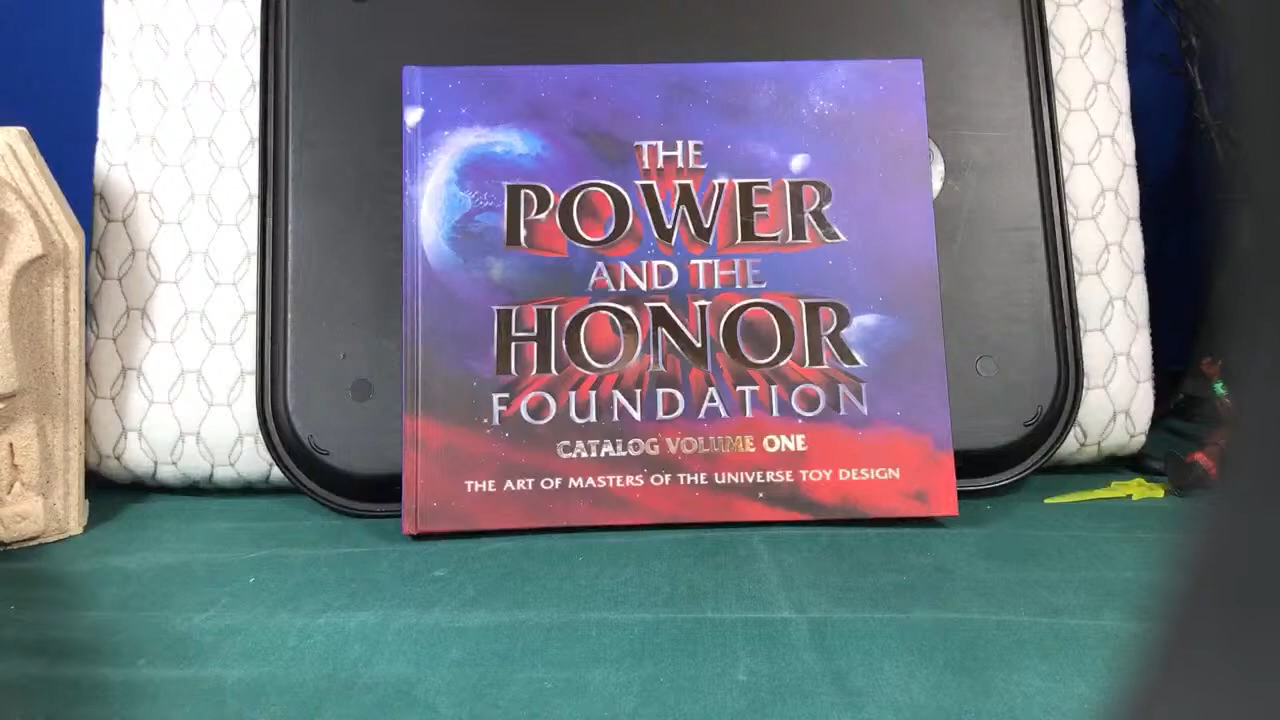 THE
POWER
AND THE
HONOR
FOUNDATION
CATALOG VOLUME ONE
THE ART OF MASTERS OF THE UNIVERSE TOY DESIGN